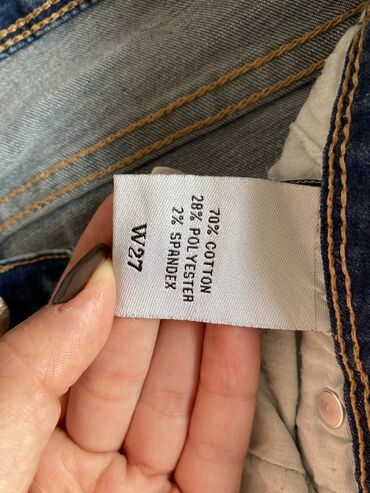 70% COTTON
28% POLYESTER
2% SPANDEX
W27